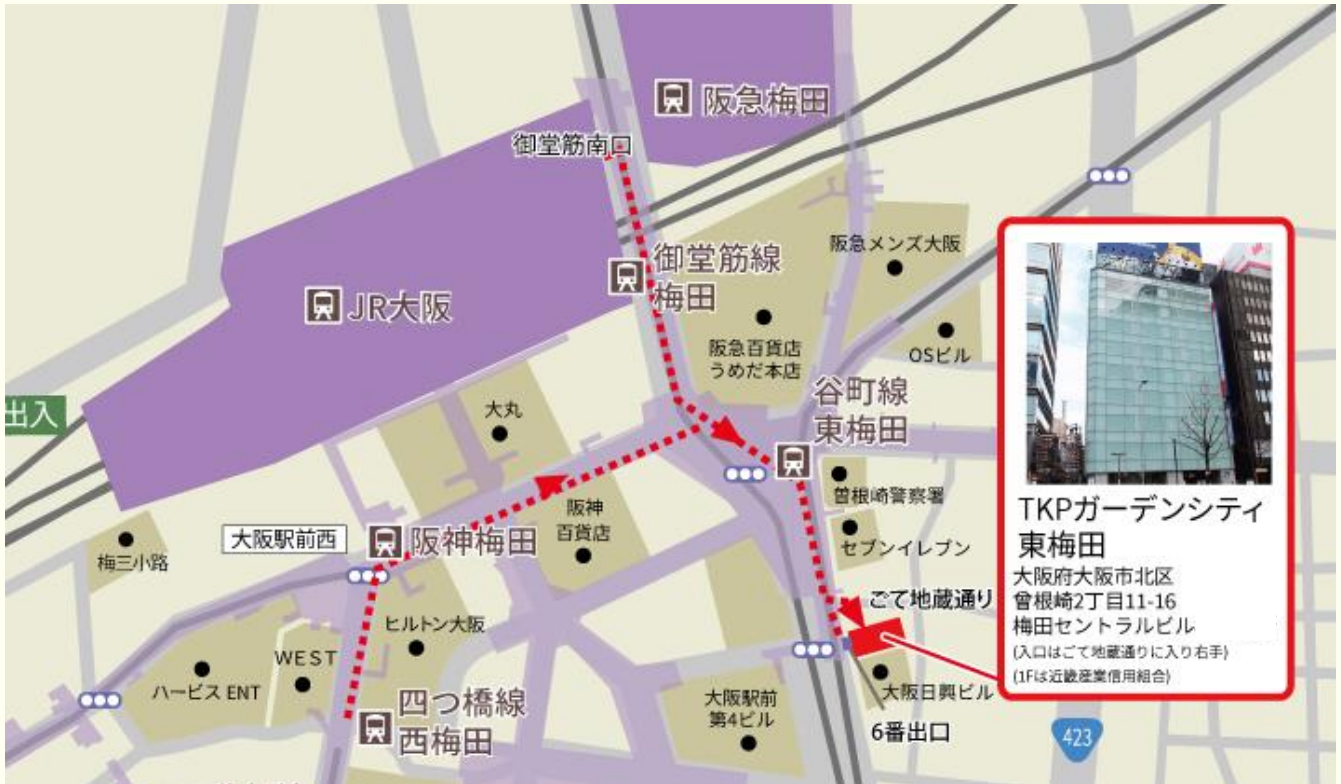 阪急梅田
御堂筋南口
御堂筋線
梅田
阪急メンズ大阪
JR大阪
阪急百貨店
うめだ本店
OSビル
谷町線
東梅田
出入
大丸
曽根崎警察署
阪神
百貨店
大阪駅前西
阪神梅田
セブンイレブン
梅三小路
ごて地蔵通り
ヒルトン大阪
WEST
ハービス ENT
四つ橋線
西梅田
大阪駅前
第4ビル
大阪日興ビル
6番出口
423
TKPガーデンシティ
東梅田
大阪府大阪市北区
曾根崎2丁目11-16
梅田セントラルビル
(入口はごて地蔵通りに入り右手)
(1Fは近畿産業信用組合)